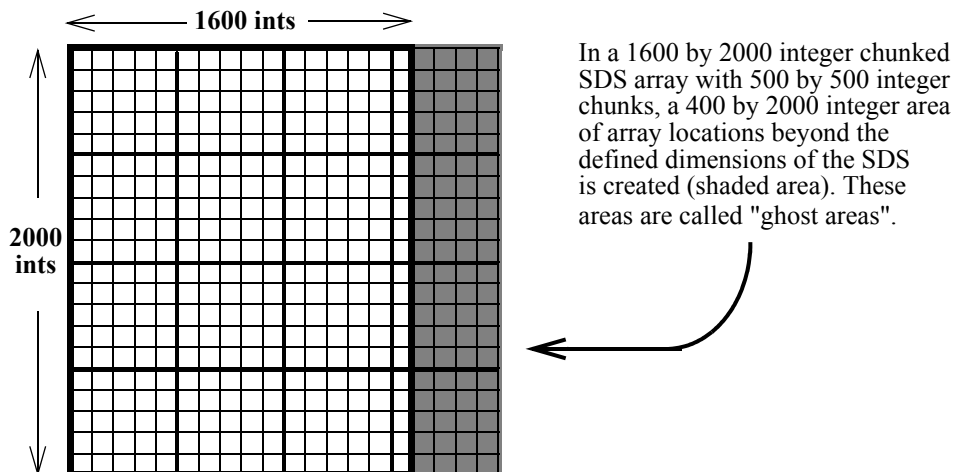 1600 ints
2000
ints
In a 1600 by 2000 integer chunked
SDS array with 500 by 500 integer
chunks, a 400 by 2000 integer area
of array locations beyond the
defined dimensions of the SDS
is created (shaded area). These
areas are called "ghost areas".